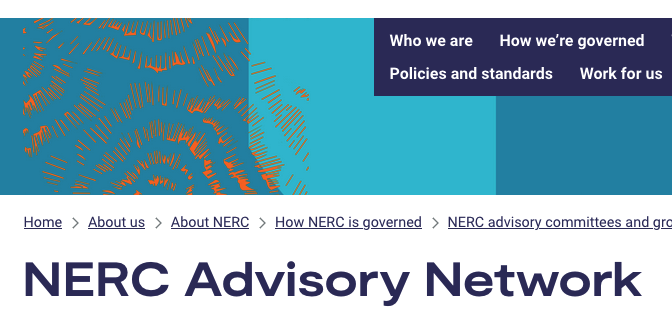 Who we are How we're governed
Policies and standards Work for us
Home > About us > About NERC > How NERC is governed > NERC advisory committees and
NERC Advisory Network